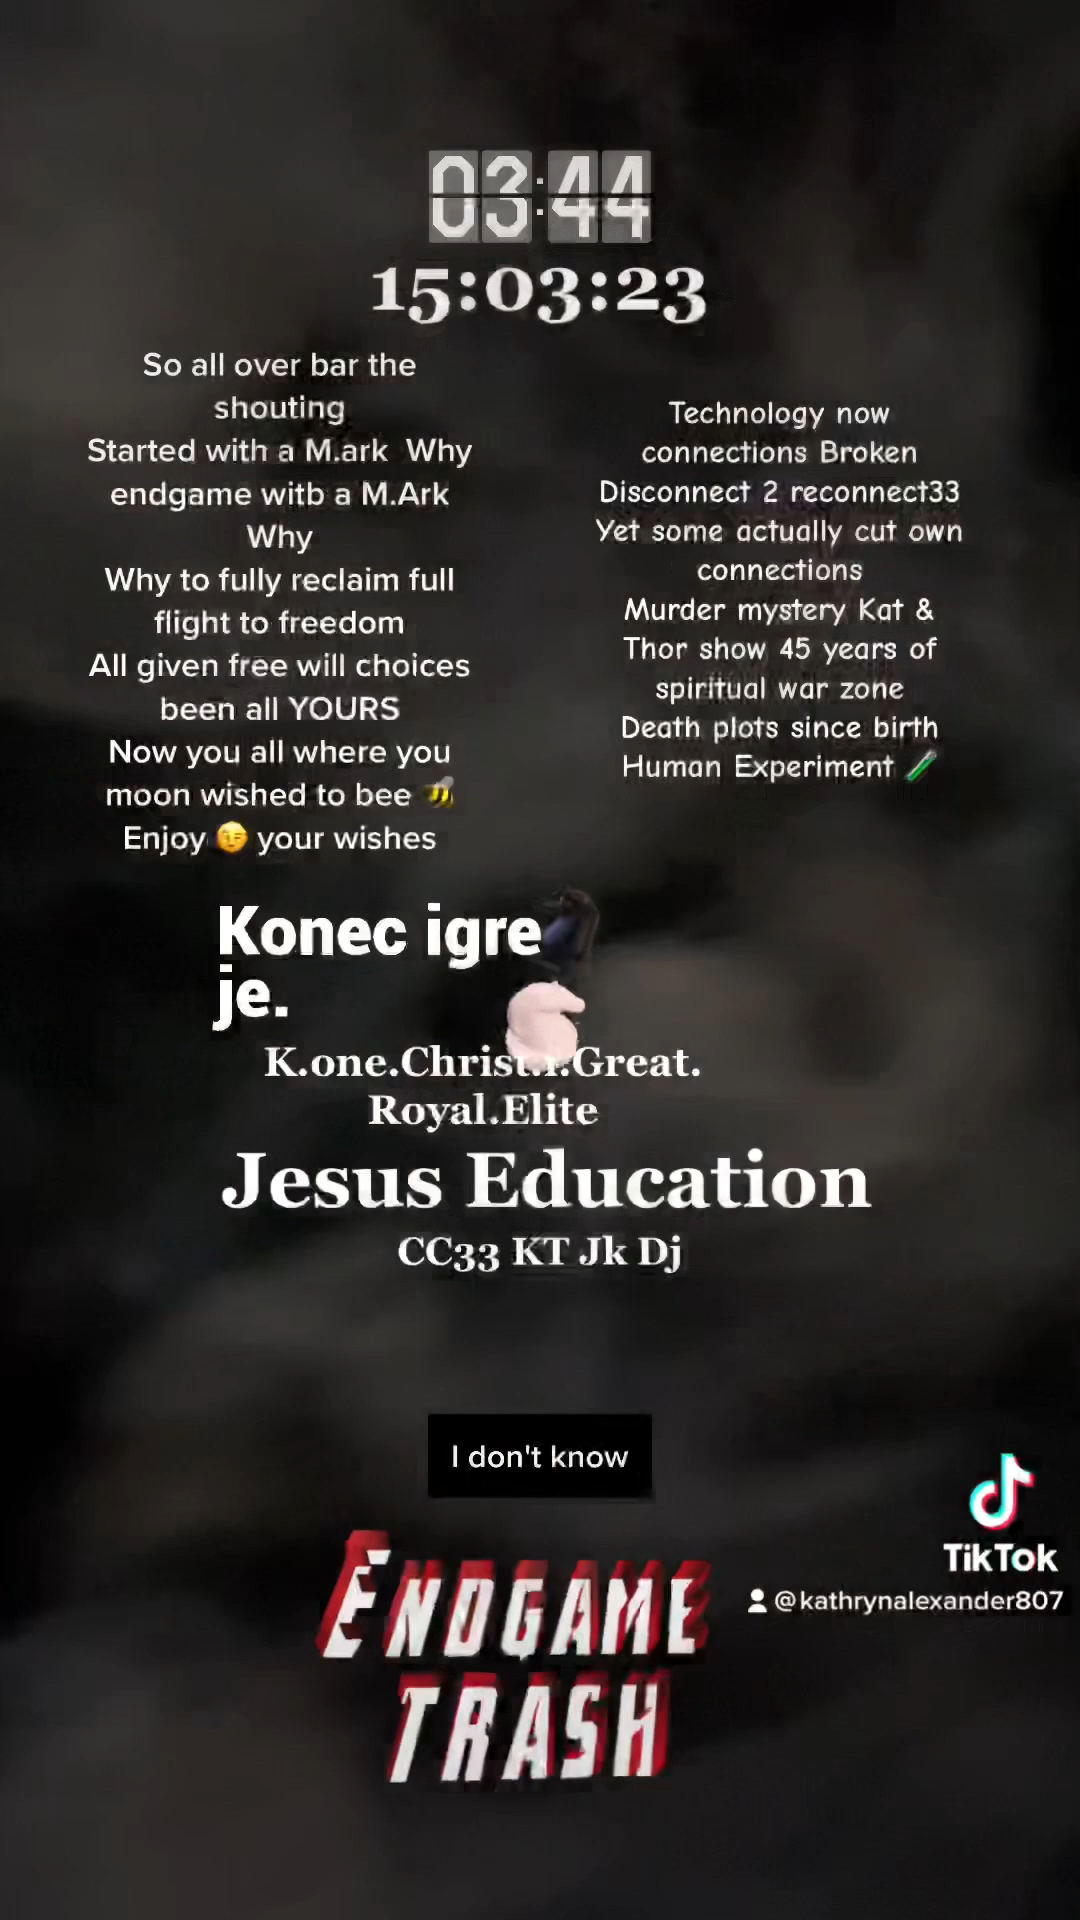 03:44
15:03:23
So all over bar the
shouting
Started with a M.ark Why
endgame witb a M.Ark
Why
Why to fully reclaim full
flight to freedom
All given free will choices
been all YOURS
Now you all where you
moon wished to bee 🐝
Enjoy 😉 your wishes
Technology now
connections Broken
Disconnect 2 reconnect33
Yet some actually cut own
connections
Murder mystery Kat &
Thor show 45 years of
spiritual war zone
Death plots since birth
Human Experiment 🧪
Konec igre
je.
K.one.Christ.I.Great.
Royal.Elite
Jesus Education
CC33 KT Jk Dj
I don't know
TikTok
@kathrynalexander807
ENDGAME
TRASH